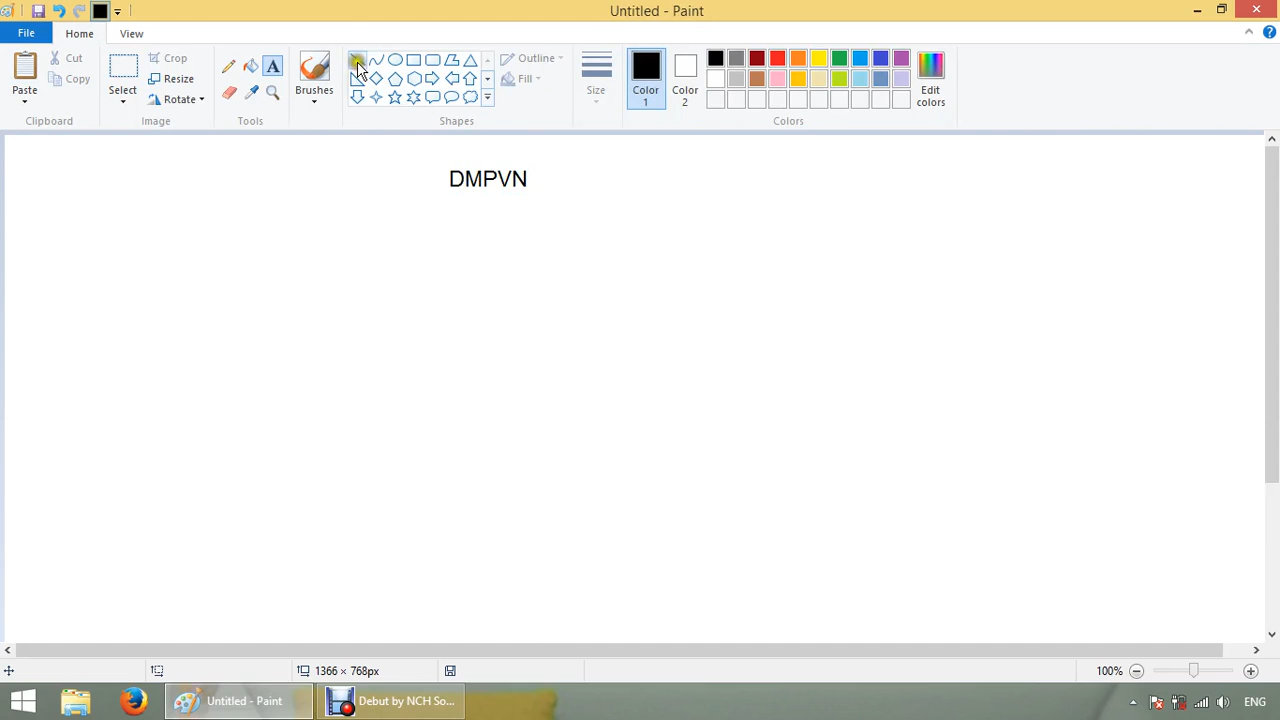 Untitled - Paint
File
Home
View
Paste
Cut
Copy
Clipboard
Select
Crop
Resize
Rotate
Image
A
Tools
Brushes
Outline
Fill
Shapes
Size
Color 1
Color 2
Edit colors
Colors
DMPVN
1366 × 768px
100%
Untitled - Paint
Debut by NCH So...
ENG